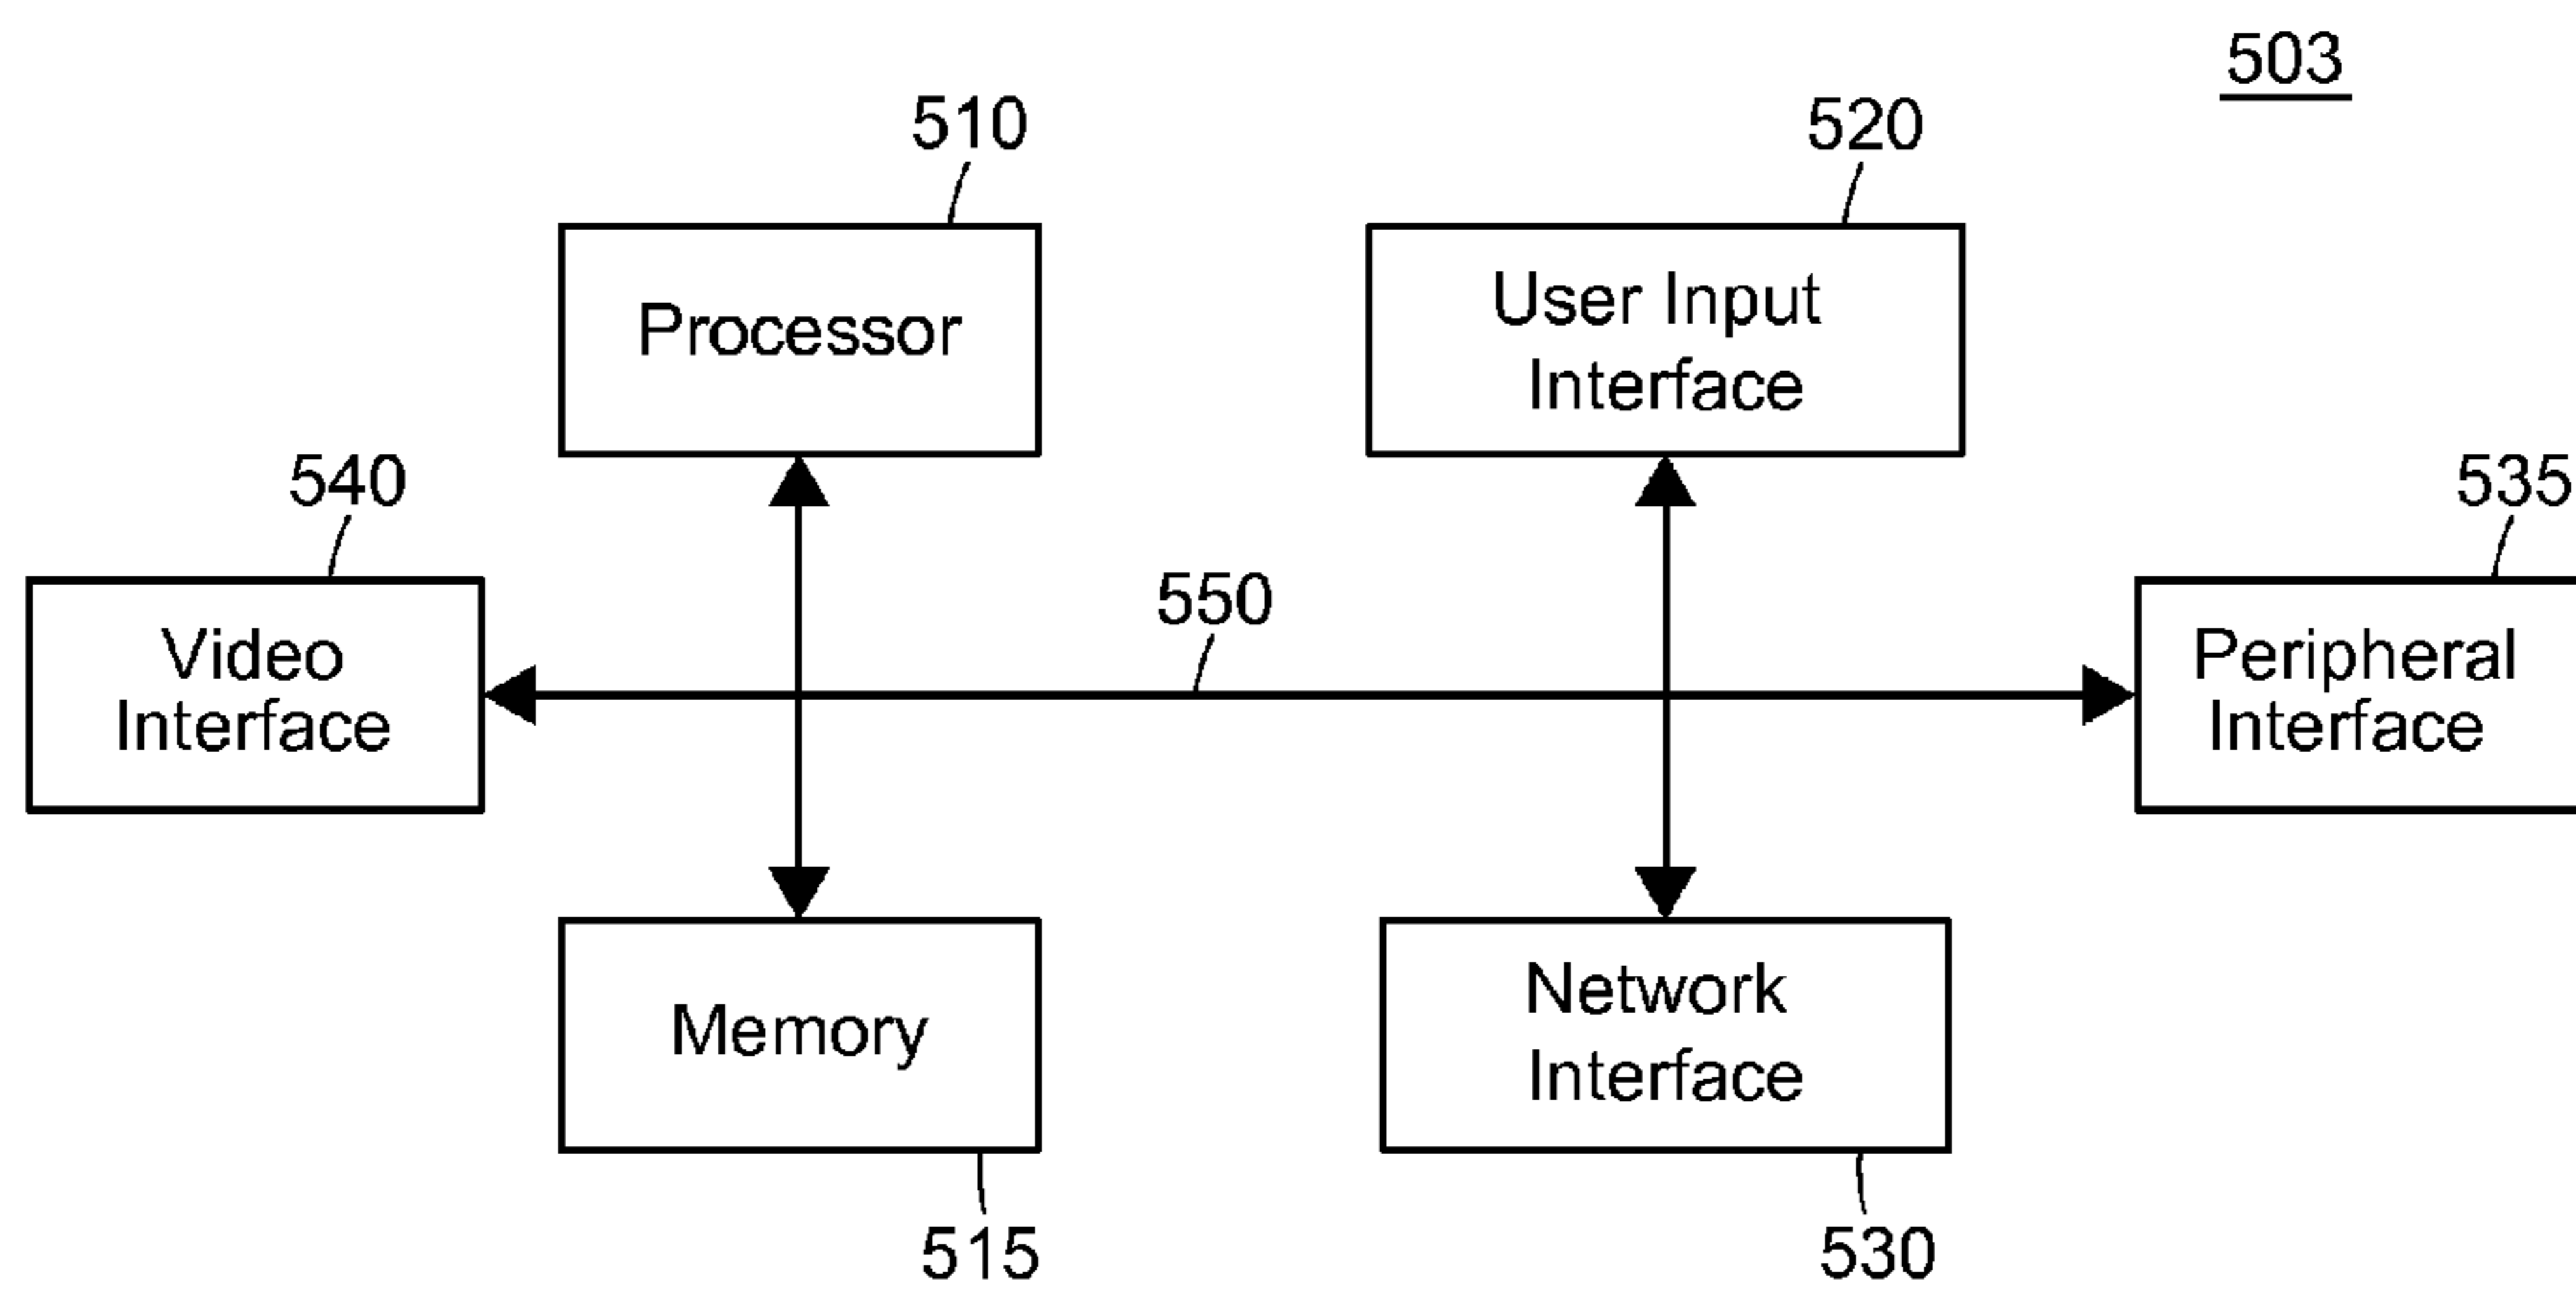 503
510
520
Processor
User Input
Interface
540
535
550
Video
Interface
Peripheral
Interface
Memory
Network
Interface
515
530